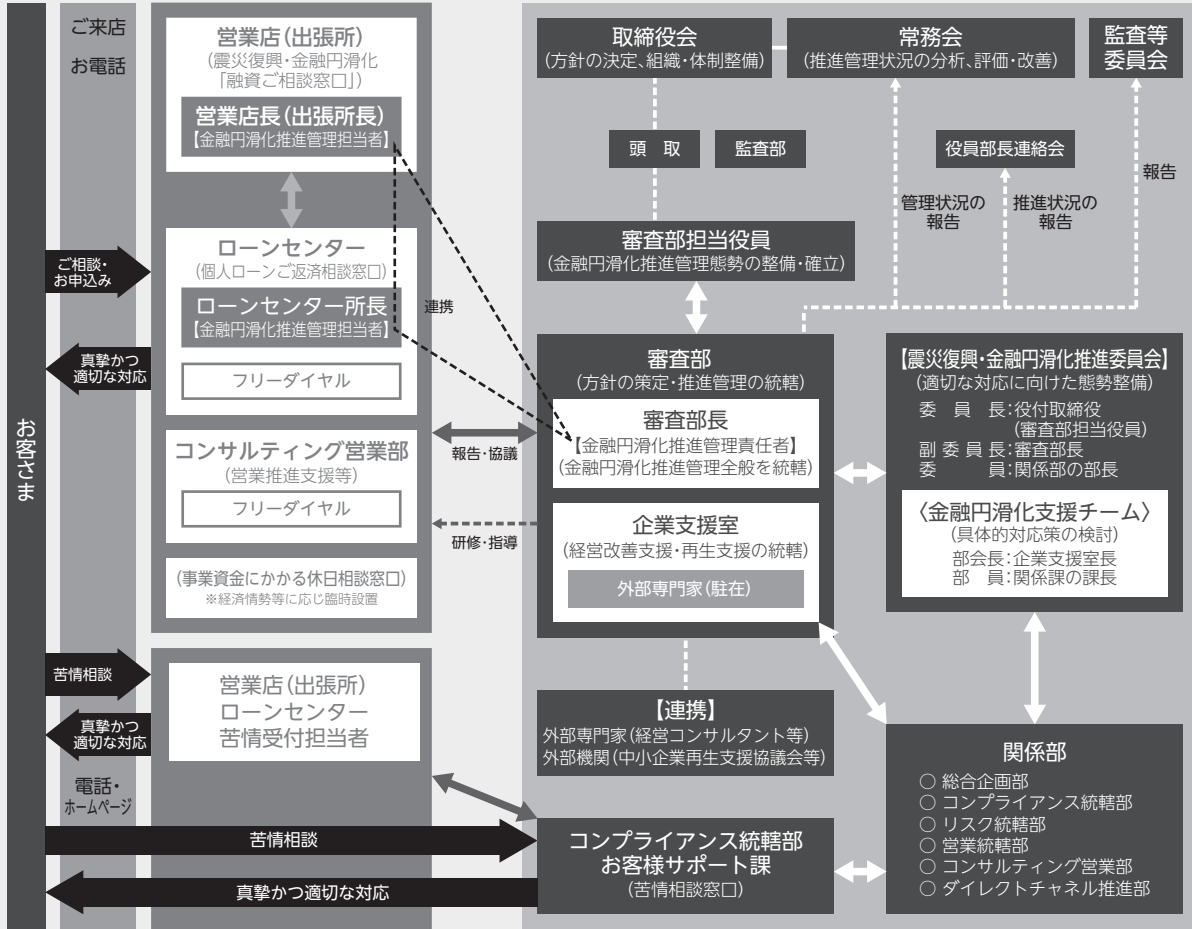 お客さま
ご来店
お電話
ご相談・
お申込み
真摯かつ
適切な対応
苦情相談
真摯かつ
適切な対応
電話・
ホームページ
苦情相談
真摯かつ適切な対応
営業店(出張所)
(震災復興・金融円滑化
「融資ご相談窓口」)
営業店長(出張所長)
【金融円滑化推進管理担当者】
ローンセンター
(個人ローンご返済相談窓口)
ローンセンター所長
【金融円滑化推進管理担当者】
フリーダイヤル
コンサルティング営業部
(営業推進支援等)
フリーダイヤル
(事業資金にかかる休日相談窓口)
※経済情勢等に応じ臨時設置
営業店(出張所)
ローンセンター
苦情受付担当者
連携
報告・協議
研修・指導
取締役会
(方針の決定、組織・体制整備)
常務会
(推進管理状況の分析、評価・改善)
監査等
委員会
頭 取
監査部
役員部長連絡会
報告
管理状況の
報告
推進状況の
報告
審査部担当役員
(金融円滑化推進管理態勢の整備・確立)
審査部
(方針の策定・推進管理の統轄)
審査部長
【金融円滑化推進管理責任者】
(金融円滑化推進管理全般を統轄)
企業支援室
(経営改善支援・再生支援の統轄)
外部専門家(駐在)
【震災復興・金融円滑化推進委員会】
(適切な対応に向けた態勢整備)
委 員 長:役付取締役
(審査部担当役員)
副委員長:審査部長
委 員:関係部の部長
〈金融円滑化支援チーム〉
(具体的対応策の検討)
部会長:企業支援室長
部 員:関係課の課長
【連携】
外部専門家(経営コンサルタント等)
外部機関(中小企業再生支援協議会等)
コンプライアンス統轄部
お客様サポート課
(苦情相談窓口)
関係部
○ 総合企画部
○ コンプライアンス統轄部
○ リスク統轄部
○ 営業統轄部
○ コンサルティング営業部
○ ダイレクトチャネル推進部